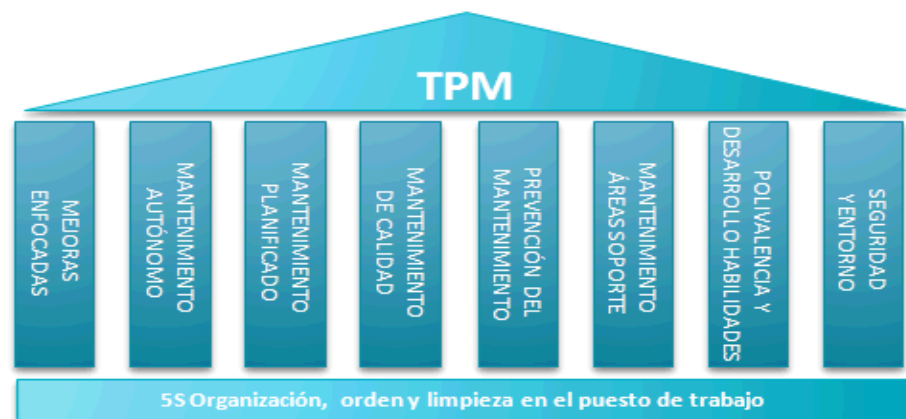 TPM
MEJORAS
ENFOCADAS
MANTENIMIENTO
AUTÓNOMO
MANTENIMIENTO
PLANIFICADO
MANTENIMIENTO
DE CALIDAD
PREVENCIÓN DEL
MANTENIMIENTO
MANTENIMIENTO
ÁREAS SOPORTE
POLIVALENCIA Y
DESARROLLO HABILIDADES
SEGURIDAD
Y ENTORNO
5S Organización, orden y limpieza en el puesto de trabajo